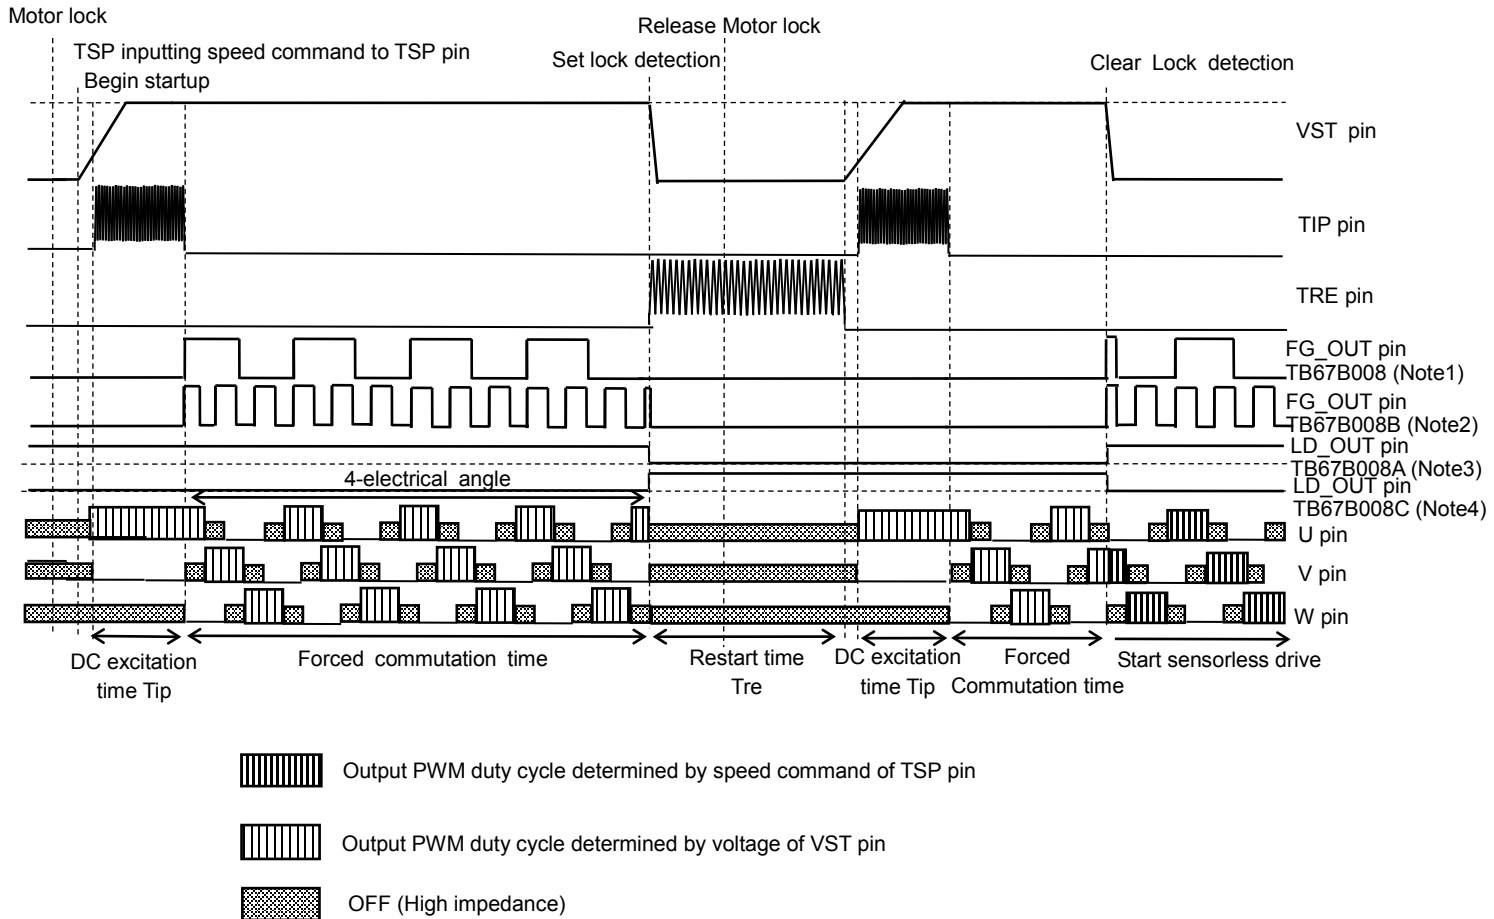 Motor lock
Release Motor lock
TSP inputting speed command to TSP pin
Set lock detection
Clear Lock detection
Begin startup
VST pin
TIP pin
TRE pin
FG_OUT pin
TB67B008 (Note1)
FG_OUT pin
TB67B008B (Note2)
LD_OUT pin
TB67B008A (Note3)
4-electrical angle
LD_OUT pin
TB67B008C (Note4)
U pin
V pin
W pin
DC excitation
time Tip
Forced commutation time
Restart time
Tre
DC excitation
time Tip
Forced
Commutation time
Start sensorless drive
Output PWM duty cycle determined by speed command of TSP pin
Output PWM duty cycle determined by voltage of VST pin
OFF (High impedance)